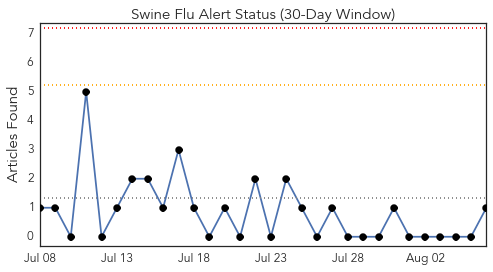 Swine Flu Alert Status (30-Day Window)
Articles Found
7
6
5
4
3
2
1
0
Jul 08
Jul 13
Jul 18
Jul 23
Jul 28
Aug 02